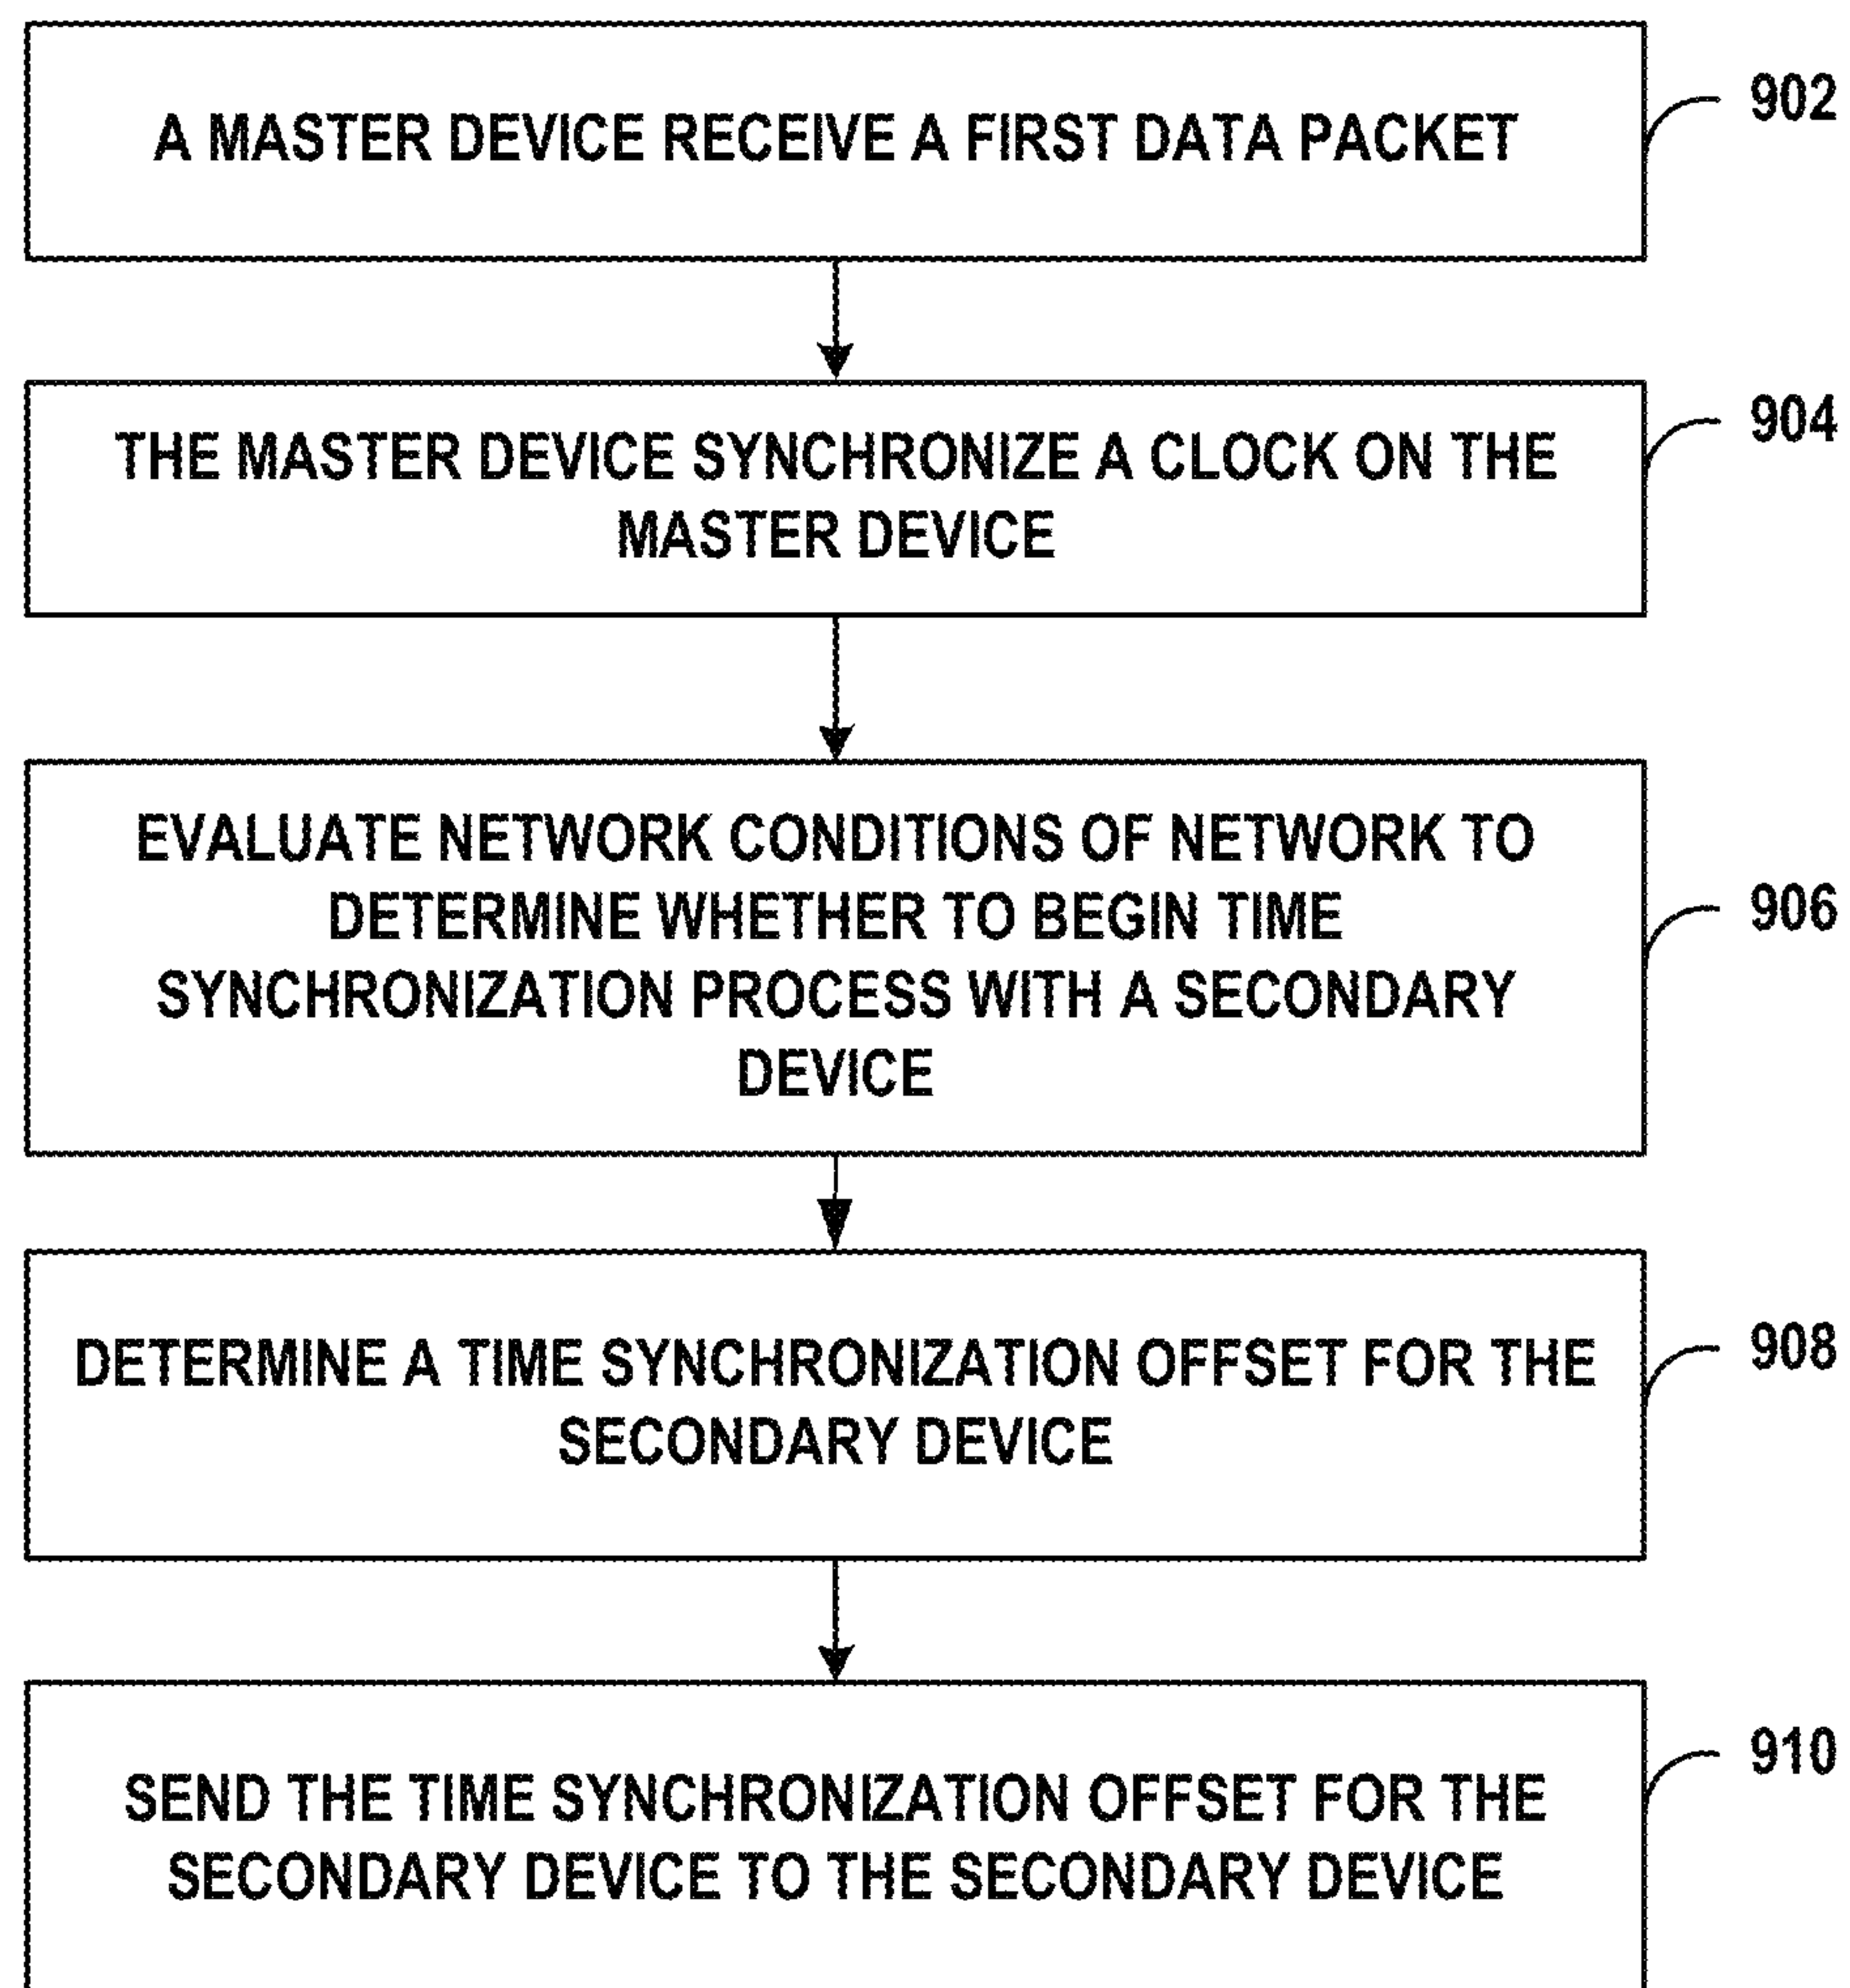 A MASTER DEVICE RECEIVE A FIRST DATA PACKET
902
THE MASTER DEVICE SYNCHRONIZE A CLOCK ON THE
MASTER DEVICE
904
EVALUATE NETWORK CONDITIONS OF NETWORK TO
DETERMINE WHETHER TO BEGIN TIME
SYNCHRONIZATION PROCESS WITH A SECONDARY
DEVICE
906
DETERMINE A TIME SYNCHRONIZATION OFFSET FOR THE
SECONDARY DEVICE
908
SEND THE TIME SYNCHRONIZATION OFFSET FOR THE
SECONDARY DEVICE TO THE SECONDARY DEVICE
910